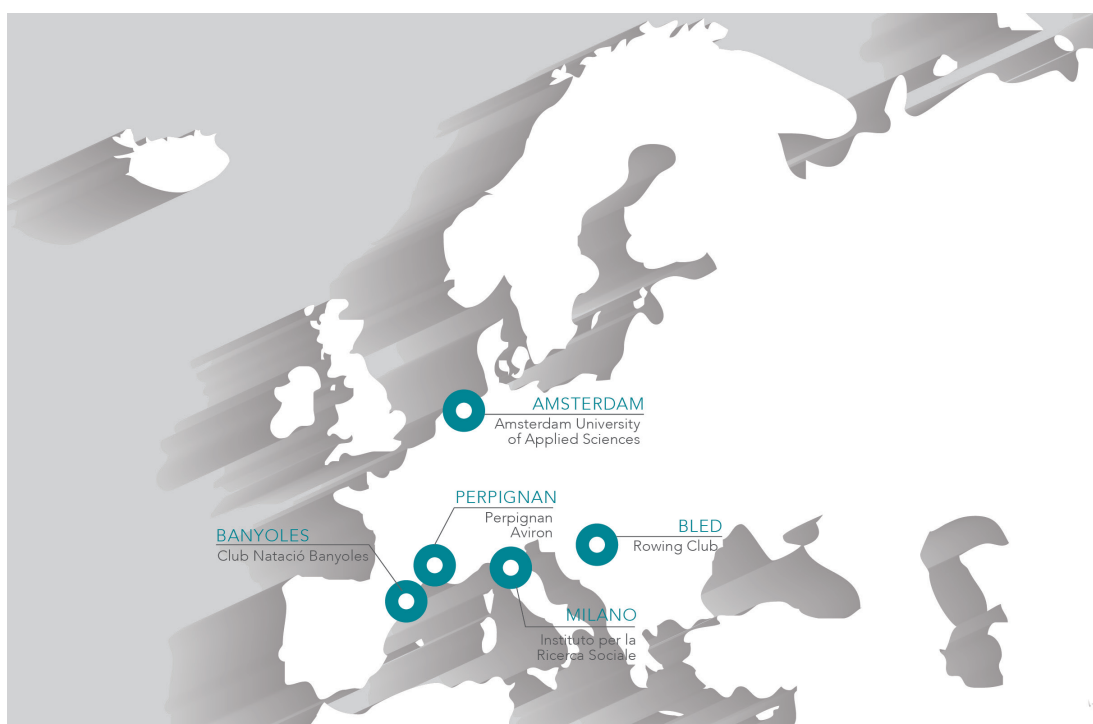 AMSTERDAM
Amsterdam University
of Applied Sciences
PERPIGNAN
Perpignan
Aviron
BANYOLES
Club Natació Banyoles
BLED
Rowing Club
MILANO
Instituto per la
Ricerca Sociale